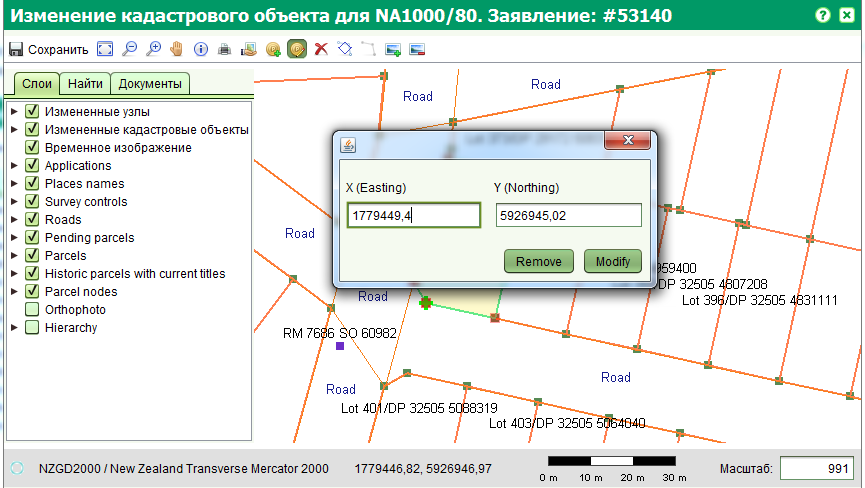 Изменение кадастрового объекта для NA1000/80. Заявление: #53140
Сохранить
Слои Найти Документы
Измененные узлы
Измененные кадастровые объекты
Временное изображение
Applications
Places names
Survey controls
Roads
Pending parcels
Parcels
Historic parcels with current titles
Parcel nodes
Orthophoto
Hierarchy
Road
Road
X (Easting) Y (Northing)
1779449,4 5926945,02
Remove Modify
Road
959400
DP 32505 4807208
Lot 396/DP 32505 4831111
Road
RM 7686 SO 60982
Road
Road
Lot 401/DP 32505 5088319
Lot 403/DP 32505 5064040
NZGD2000 / New Zealand Transverse Mercator 2000 1779446,82, 5926946,97
0 m 10 m 20 m 30 m
Масштаб: 991